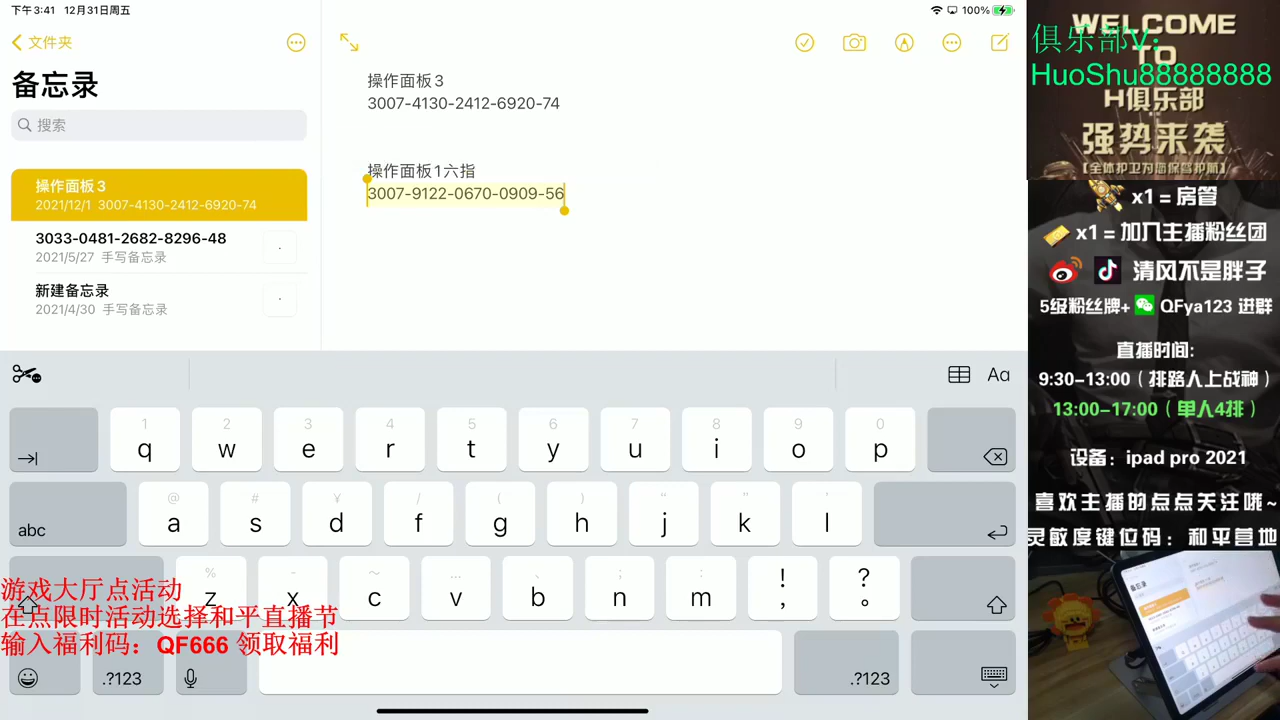 下午3:41 12月31日周五
100%
文件夹
备忘录
搜索
操作面板3
2021/12/1 3007-4130-2412-6920-74
3033-0481-2682-8296-48
2021/5/27 手写备忘录
新建备忘录
2021/4/30 手写备忘录
操作面板3
3007-4130-2412-6920-74
操作面板1六指
3007-9122-0670-0909-56
Aa
1 2 3 4 5 6 7 8 9 0
q w e r t y u i o p
@ # ¥ / ( ) “ " '
abc a s d f g h j k l
% - ~ … 、 ; : ! ?
z x c v b n m , 。
.?123 .?123
游戏大厅点活动
在点限时活动选择和平直播节
输入福利码：QF666 领取福利
WELCOME
TO
俱乐部V：
HuoShu88888888
H俱乐部
强势来袭
x1 = 房管
x1 = 加入主播粉丝团
清风不是胖子
5级粉丝牌+ QFya123 进群
直播时间：
9:30-13:00（排路人上战神）
13:00-17:00（单人4排）
设备：ipad pro 2021
喜欢主播的点点关注哦~
灵敏度键位码：和平营地